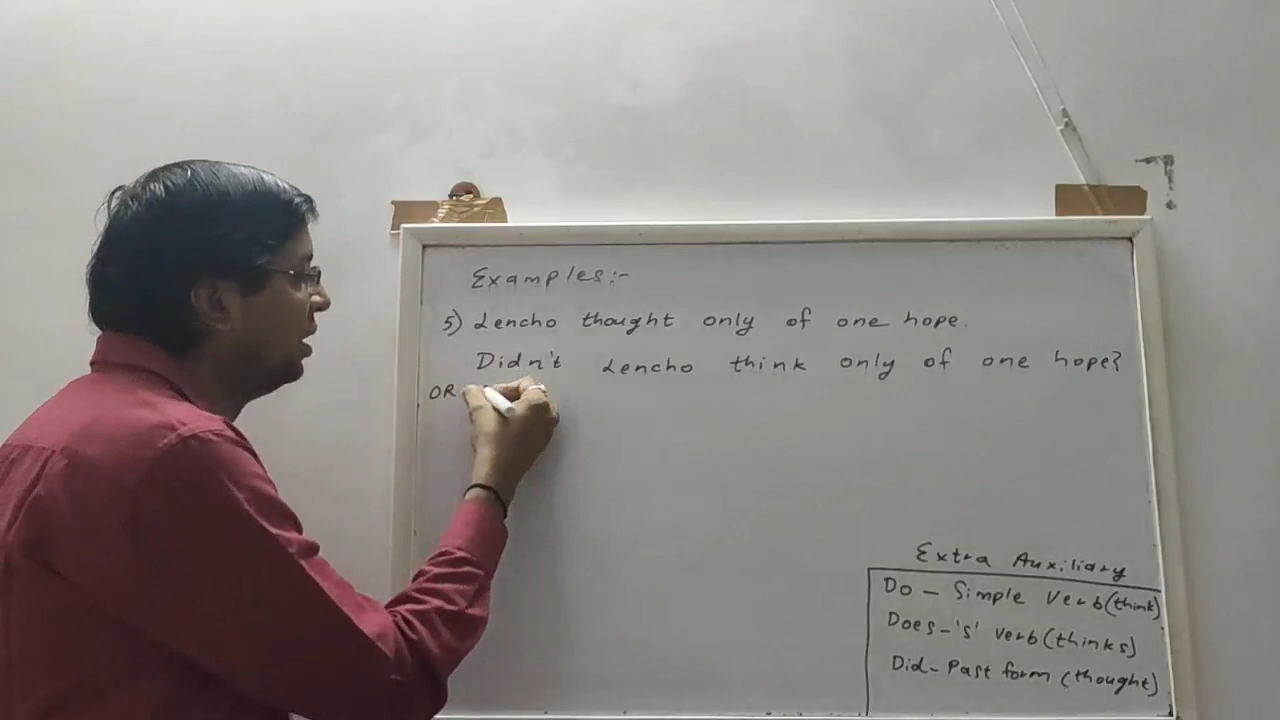 Examples:-
5) Lencho thought only of one hope.
Didn't Lencho think only of one hope?
OR
Extra Auxiliary
Do – Simple verb (think)
Does – 's' verb (thinks)
Did – Past form (thought)